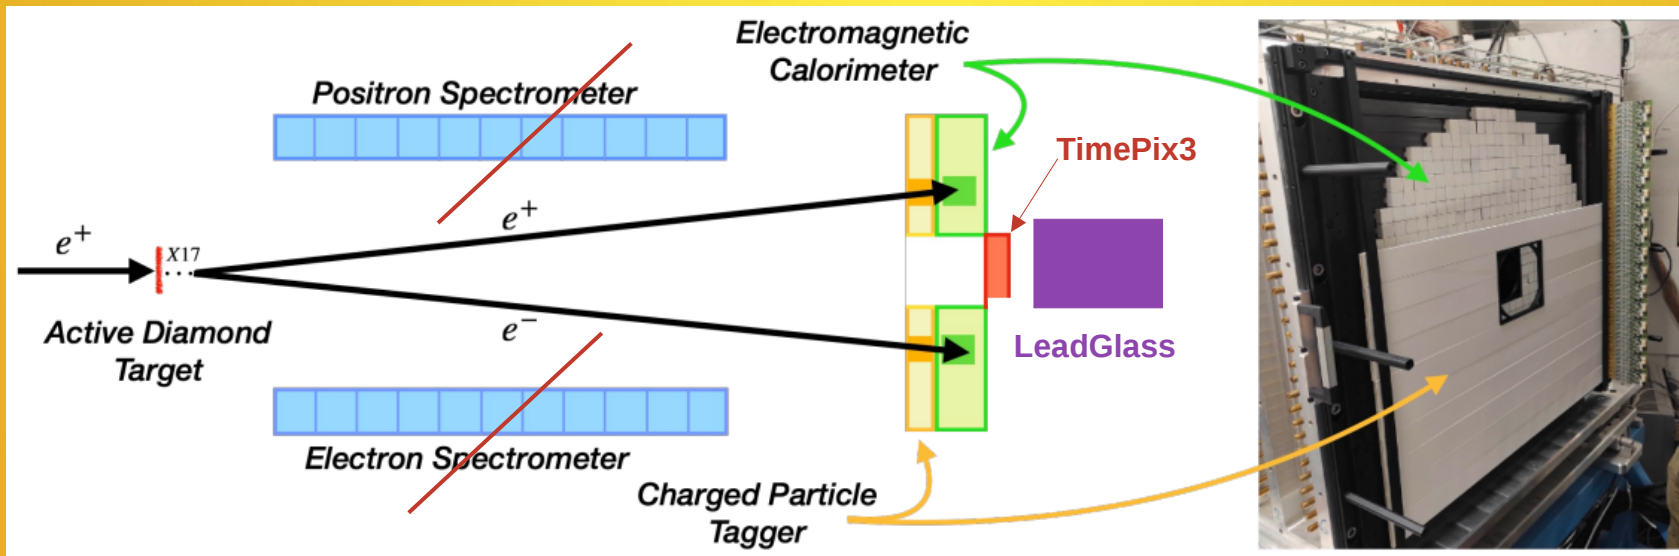 Electromagnetic
Calorimeter
Positron Spectrometer
TimePix3
e⁺
e⁺
X17
...
Active Diamond
Target
e⁻
LeadGlass
Electron Spectrometer
Charged Particle
Tagger